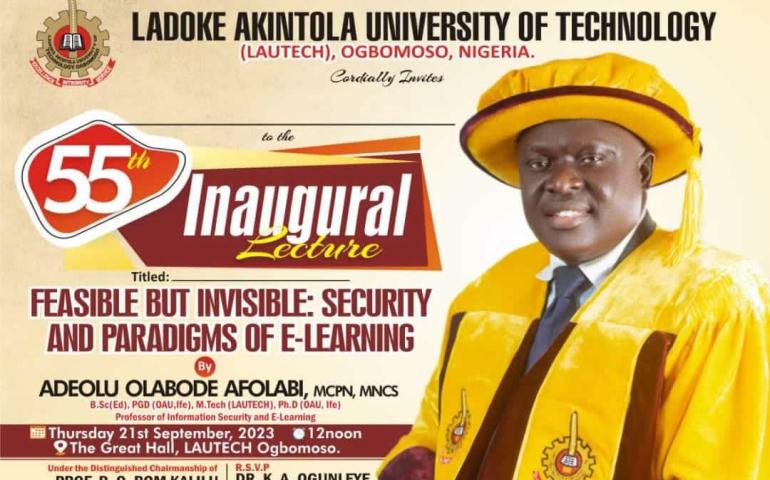 LADOKE AKINTOLA UNIVERSITY OF TECHNOLOGY
(LAUTECH), OGBOMOSO, NIGERIA.
Cordially Invites
to the
55th
Inaugural
Lecture
Titled:
FEASIBLE BUT INVISIBLE: SECURITY
AND PARADIGMS OF E-LEARNING
By
ADEOLU OLABODE AFOLABI, MCPN, MNCS
B.Sc(Ed), PGD (OAU,Ife), M.Tech (LAUTECH), Ph.D (OAU, Ife)
Professor of Information Security and E-Learning
Thursday 21st September, 2023 12noon
The Great Hall, LAUTECH Ogbomoso.
Under the Distinguished Chairmanship of
R.S.V.P
DR. K. A. OGUNLEYE